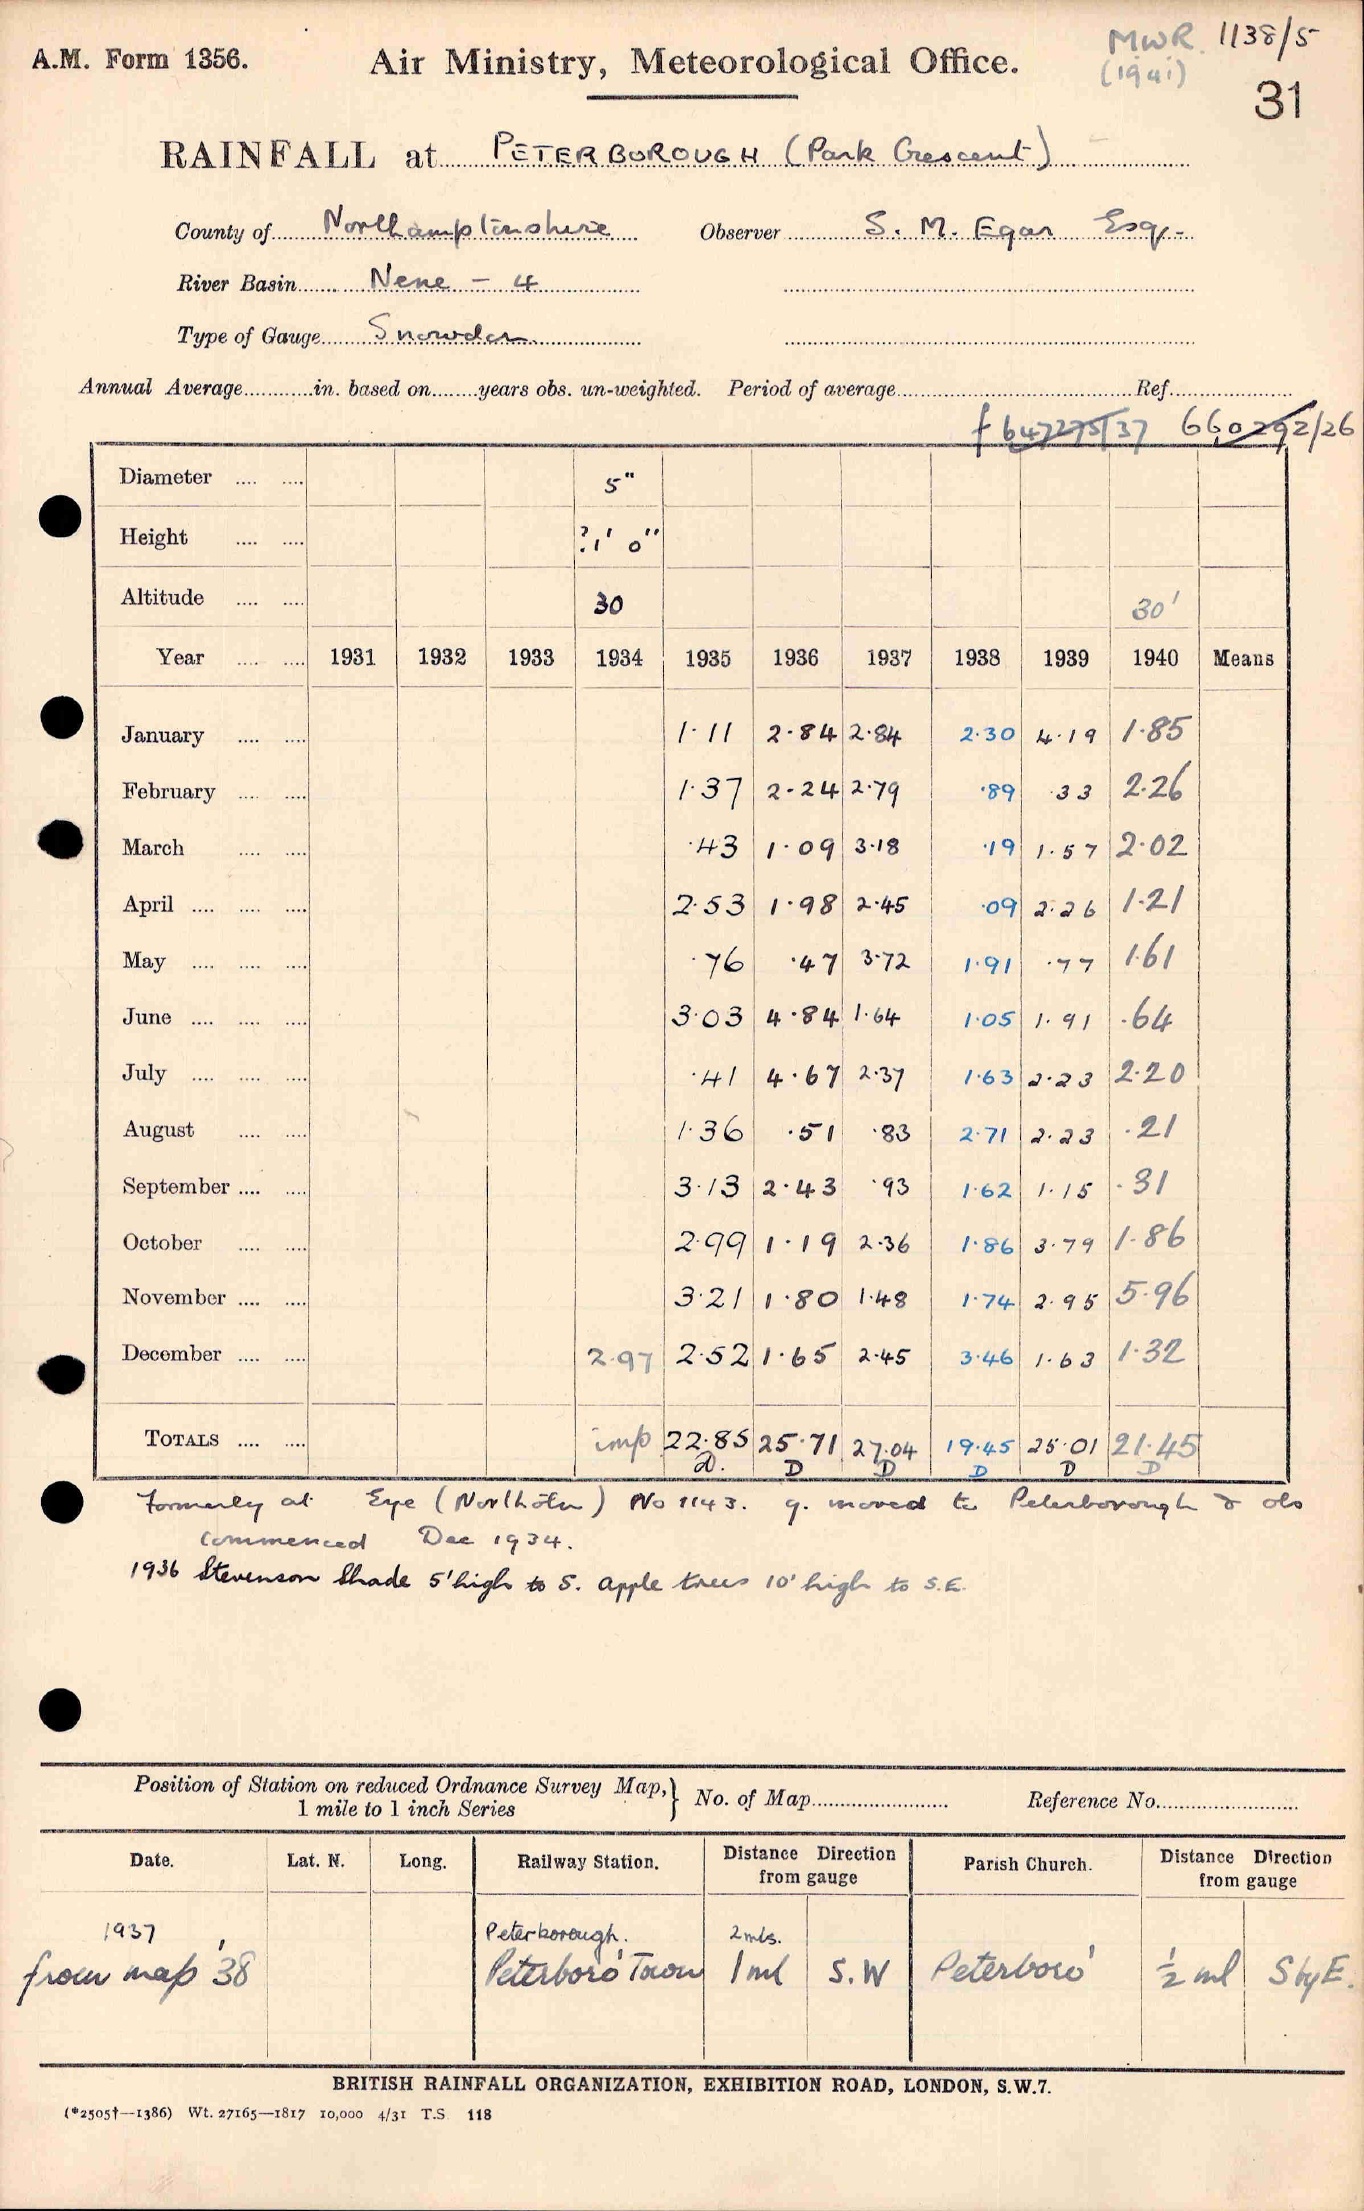 MWR 1138/5
(1941)
A.M. Form 1356.
Air Ministry, Meteorological Office.
31
RAINFALL at PETERBOROUGH (Park Crescent)
County of Northamptonshire Observer S. M. Egar Esq.
River Basin Nene - 4
Type of Gauge Snowdon
Annual Average in. based on years obs. un-weighted. Period of average Ref.
f 647275/37 660292/26
Diameter 5"
Height ?1' 0"
Altitude 30 30'
Year 1931 1932 1933 1934 1935 1936 1937 1938 1939 1940 Means
January 1.11 2.84 2.84 2.30 4.19 1.85
February 1.37 2.24 2.79 .89 .33 2.26
March .43 1.09 3.18 .19 1.57 2.02
April 2.53 1.98 2.45 .09 2.26 1.21
May .76 .47 3.72 1.91 .77 1.61
June 3.03 4.84 1.64 1.05 1.91 .64
July .41 4.67 2.37 1.63 2.23 2.20
August 1.36 .51 .83 2.71 2.23 .21
September 3.13 2.43 .93 1.62 1.15 .31
October 2.99 1.19 2.36 1.86 3.79 1.86
November 3.21 1.80 1.48 1.74 2.95 5.96
December 2.97 2.52 1.65 2.45 3.46 1.63 1.32
TOTALS imp 22.85 25.71 27.04 19.45 25.01 21.45
D. D D D D D
Formerly at Eye (Northolm) No 1143. g. moved to Peterborough & obs
commenced Dec 1934.
1936 Stevenson Shade 5' high to S. apple trees 10' high to S.E.
Position of Station on reduced Ordnance Survey Map, 1 mile to 1 inch Series } No. of Map Reference No.
Date. Lat. N. Long. Railway Station. Distance Direction from gauge Parish Church. Distance Direction from gauge
1937 Peterborough. 2 mls.
from map '38 Peterboro' Town 1 ml S.W Peterboro' 1/2 ml S by E.
BRITISH RAINFALL ORGANIZATION, EXHIBITION ROAD, LONDON, S.W.7.
(*2505†—1386) Wt. 27165—1817 10,000 4/31 T.S. 118